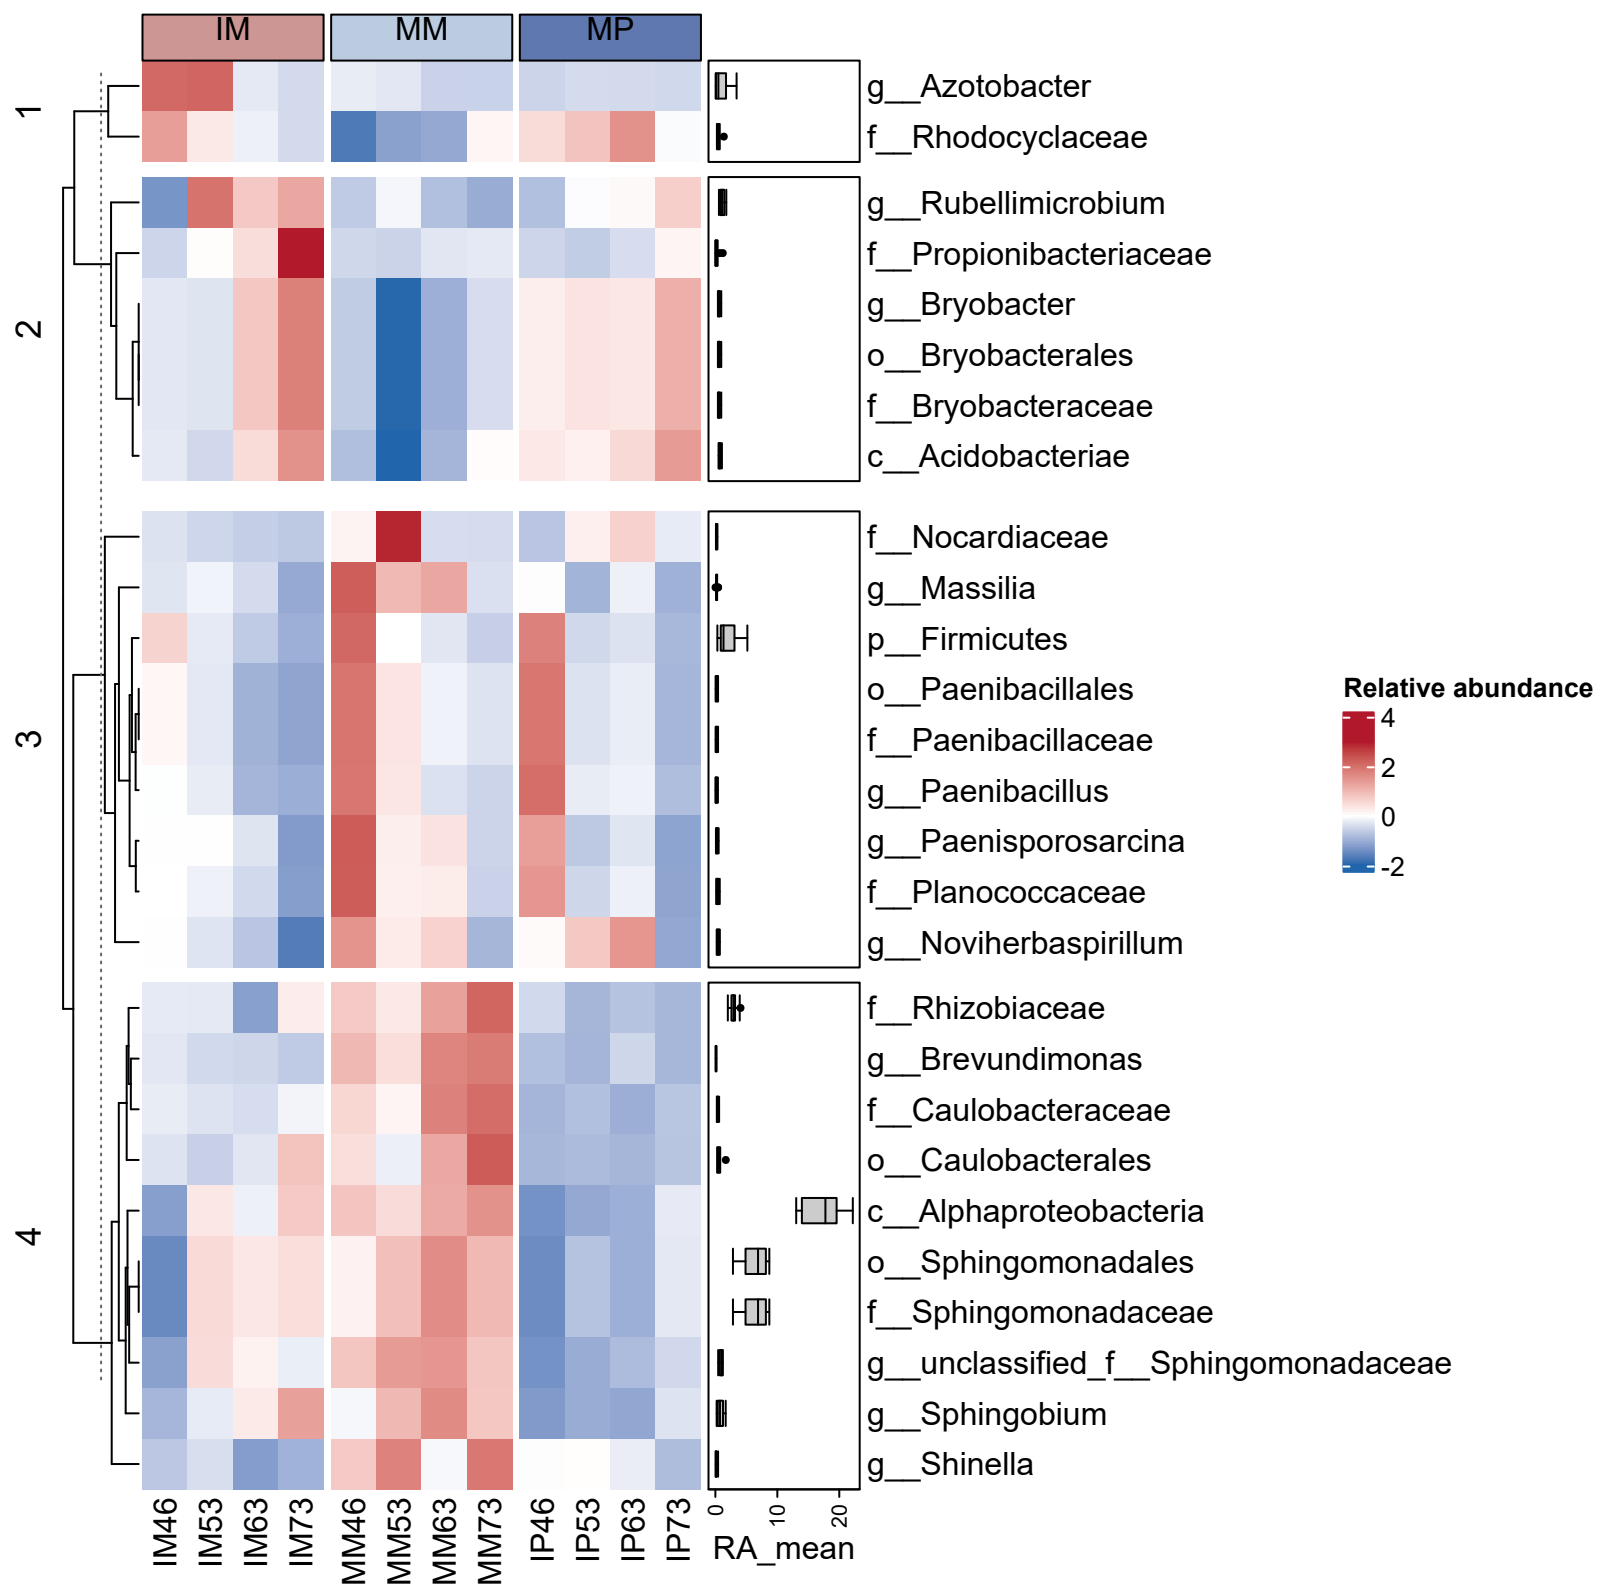 IM MM MP
1
g__Azotobacter
f__Rhodocyclaceae
2
g__Rubellimicrobium
f__Propionibacteriaceae
g__Bryobacter
o__Bryobacterales
f__Bryobacteraceae
c__Acidobacteriae
3
f__Nocardiaceae
g__Massilia
p__Firmicutes
o__Paenibacillales
f__Paenibacillaceae
g__Paenibacillus
g__Paenisporosarcina
f__Planococcaceae
g__Noviherbaspirillum
4
f__Rhizobiaceae
g__Brevundimonas
f__Caulobacteraceae
o__Caulobacterales
c__Alphaproteobacteria
o__Sphingomonadales
f__Sphingomonadaceae
g__unclassified_f__Sphingomonadaceae
g__Sphingobium
g__Shinella
IM46 IM53 IM63 IM73 MM46 MM53 MM63 MM73 IP46 IP53 IP63 IP73
0 10 20
RA_mean
Relative abundance
4
2
0
-2